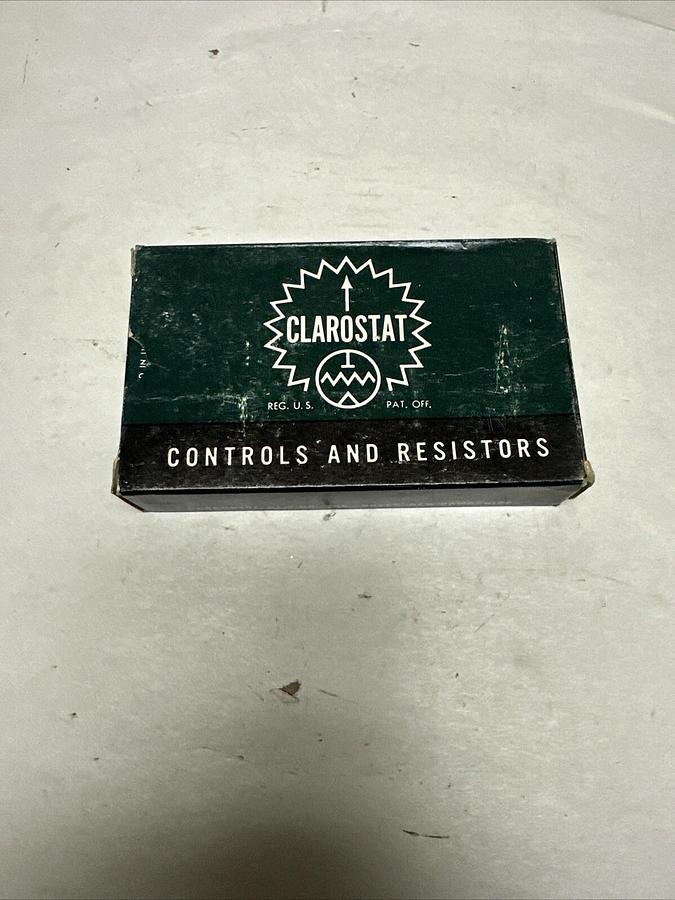 CLAROSTAT
REG. U.S. PAT. OFF.
CONTROLS AND RESISTORS